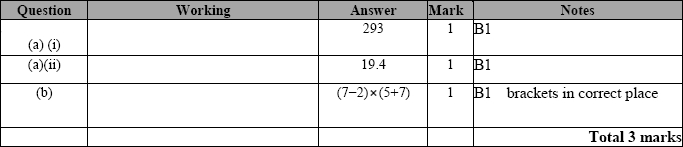 Question Working Answer Mark Notes
(a) (i) 293 1 B1
(a)(ii) 19.4 1 B1
(b) (7−2)×(5+7) 1 B1 brackets in correct place
Total 3 marks